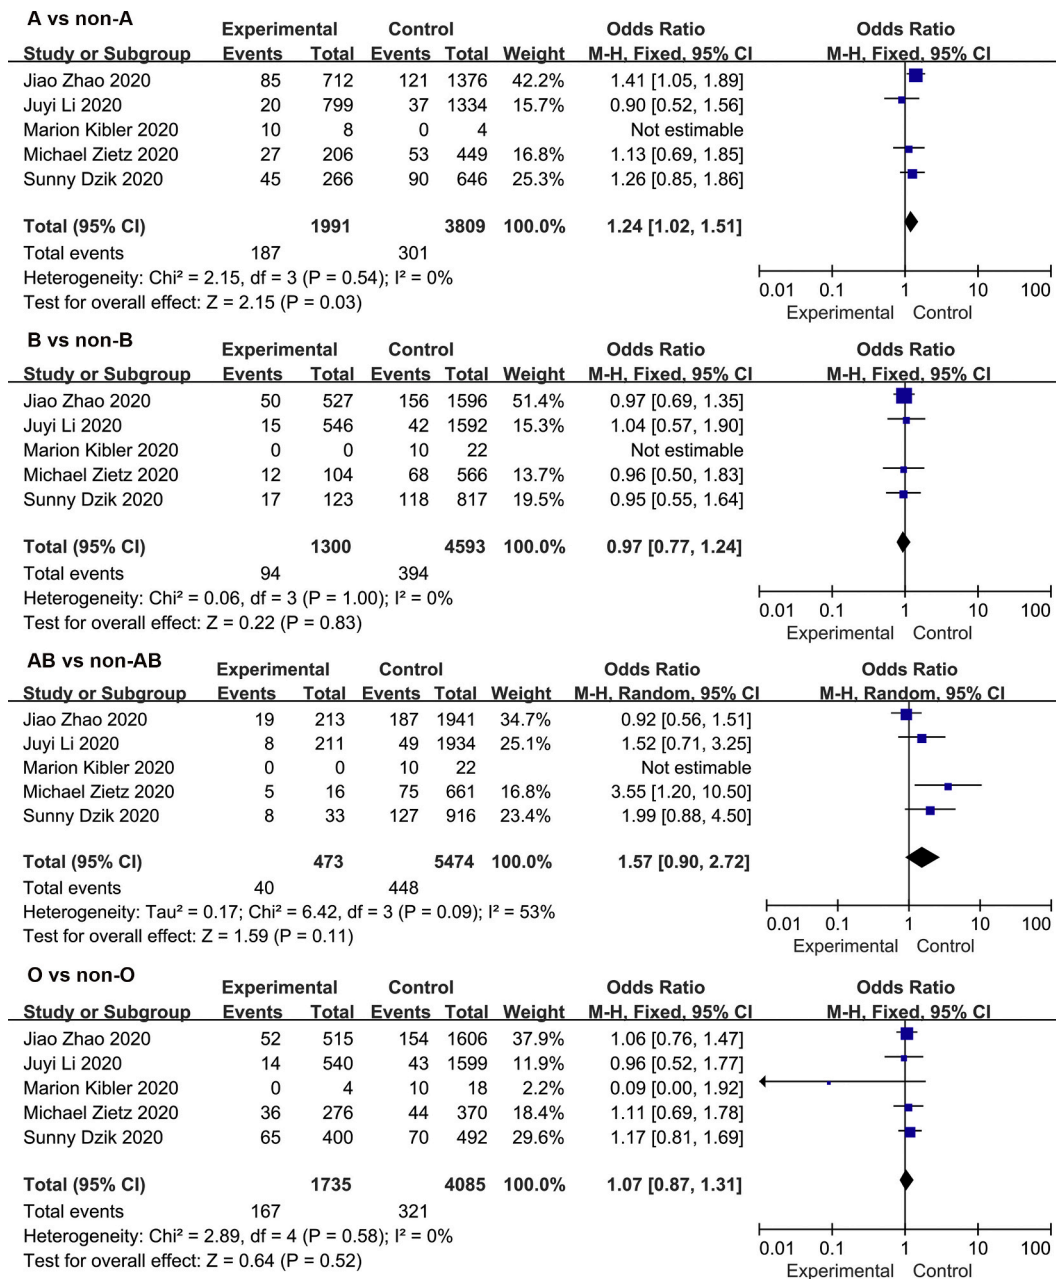 A vs non-A
Experimental Control Odds Ratio Odds Ratio
Study or Subgroup Events Total Events Total Weight M-H, Fixed, 95% CI M-H, Fixed, 95% CI
Jiao Zhao 2020 85 712 121 1376 42.2% 1.41 [1.05, 1.89]
Juyi Li 2020 20 799 37 1334 15.7% 0.90 [0.52, 1.56]
Marion Kibler 2020 10 8 0 4 Not estimable
Michael Zietz 2020 27 206 53 449 16.8% 1.13 [0.69, 1.85]
Sunny Dzik 2020 45 266 90 646 25.3% 1.26 [0.85, 1.86]
Total (95% CI) 1991 3809 100.0% 1.24 [1.02, 1.51]
Total events 187 301
Heterogeneity: Chi² = 2.15, df = 3 (P = 0.54); I² = 0%
Test for overall effect: Z = 2.15 (P = 0.03)
0.01 0.1 1 10 100
Experimental Control
B vs non-B
Experimental Control Odds Ratio Odds Ratio
Study or Subgroup Events Total Events Total Weight M-H, Fixed, 95% CI M-H, Fixed, 95% CI
Jiao Zhao 2020 50 527 156 1596 51.4% 0.97 [0.69, 1.35]
Juyi Li 2020 15 546 42 1592 15.3% 1.04 [0.57, 1.90]
Marion Kibler 2020 0 0 10 22 Not estimable
Michael Zietz 2020 12 104 68 566 13.7% 0.96 [0.50, 1.83]
Sunny Dzik 2020 17 123 118 817 19.5% 0.95 [0.55, 1.64]
Total (95% CI) 1300 4593 100.0% 0.97 [0.77, 1.24]
Total events 94 394
Heterogeneity: Chi² = 0.06, df = 3 (P = 1.00); I² = 0%
Test for overall effect: Z = 0.22 (P = 0.83)
0.01 0.1 1 10 100
Experimental Control
AB vs non-AB
Experimental Control Odds Ratio Odds Ratio
Study or Subgroup Events Total Events Total Weight M-H, Random, 95% CI M-H, Random, 95% CI
Jiao Zhao 2020 19 213 187 1941 34.7% 0.92 [0.56, 1.51]
Juyi Li 2020 8 211 49 1934 25.1% 1.52 [0.71, 3.25]
Marion Kibler 2020 0 0 10 22 Not estimable
Michael Zietz 2020 5 16 75 661 16.8% 3.55 [1.20, 10.50]
Sunny Dzik 2020 8 33 127 916 23.4% 1.99 [0.88, 4.50]
Total (95% CI) 473 5474 100.0% 1.57 [0.90, 2.72]
Total events 40 448
Heterogeneity: Tau² = 0.17; Chi² = 6.42, df = 3 (P = 0.09); I² = 53%
Test for overall effect: Z = 1.59 (P = 0.11)
0.01 0.1 1 10 100
Experimental Control
O vs non-O
Experimental Control Odds Ratio Odds Ratio
Study or Subgroup Events Total Events Total Weight M-H, Fixed, 95% CI M-H, Fixed, 95% CI
Jiao Zhao 2020 52 515 154 1606 37.9% 1.06 [0.76, 1.47]
Juyi Li 2020 14 540 43 1599 11.9% 0.96 [0.52, 1.77]
Marion Kibler 2020 0 4 10 18 2.2% 0.09 [0.00, 1.92]
Michael Zietz 2020 36 276 44 370 18.4% 1.11 [0.69, 1.78]
Sunny Dzik 2020 65 400 70 492 29.6% 1.17 [0.81, 1.69]
Total (95% CI) 1735 4085 100.0% 1.07 [0.87, 1.31]
Total events 167 321
Heterogeneity: Chi² = 2.89, df = 4 (P = 0.58); I² = 0%
Test for overall effect: Z = 0.64 (P = 0.52)
0.01 0.1 1 10 100
Experimental Control